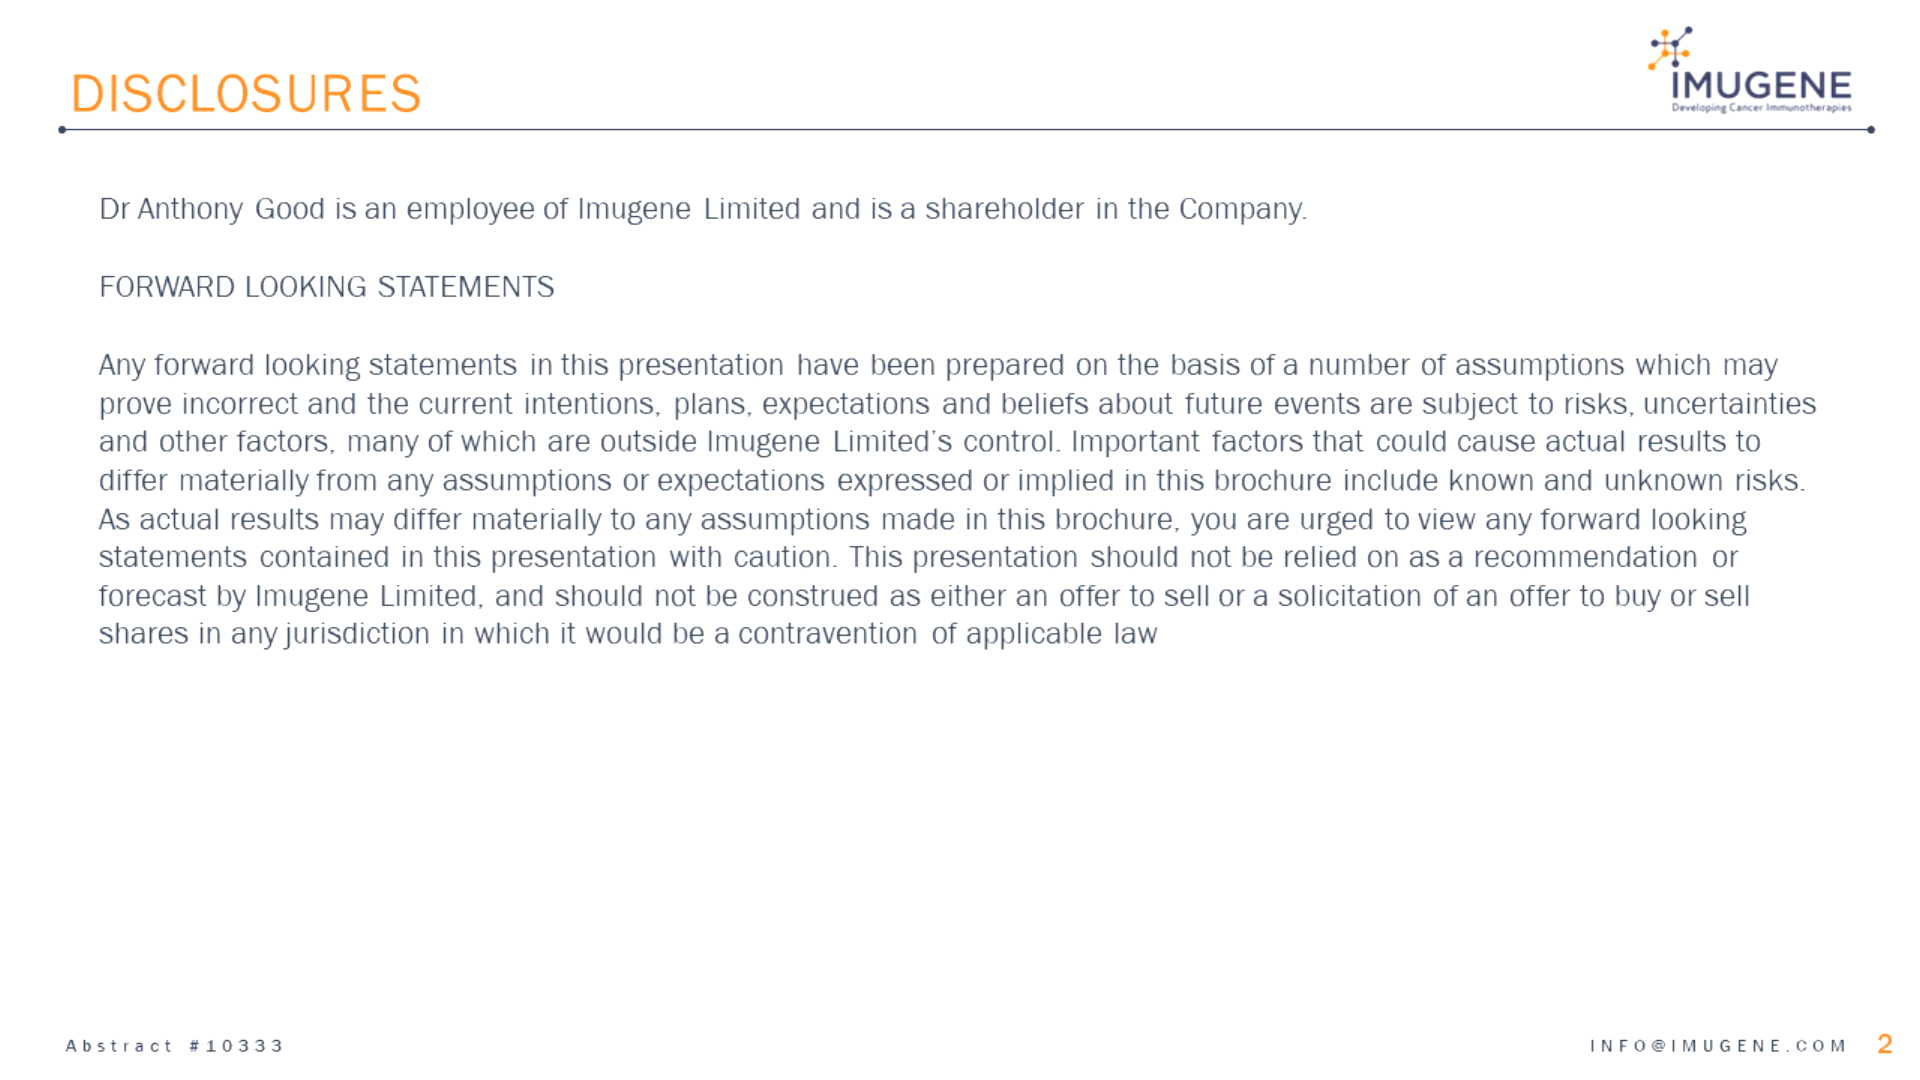 DISCLOSURES
IMUGENE
Developing Cancer Immunotherapies
Dr Anthony Good is an employee of Imugene Limited and is a shareholder in the Company.
FORWARD LOOKING STATEMENTS
Any forward looking statements in this presentation have been prepared on the basis of a number of assumptions which may
prove incorrect and the current intentions, plans, expectations and beliefs about future events are subject to risks, uncertainties
and other factors, many of which are outside Imugene Limited's control. Important factors that could cause actual results to
differ materially from any assumptions or expectations expressed or implied in this brochure include known and unknown risks.
As actual results may differ materially to any assumptions made in this brochure, you are urged to view any forward looking
statements contained in this presentation with caution. This presentation should not be relied on as a recommendation or
forecast by Imugene Limited, and should not be construed as either an offer to sell or a solicitation of an offer to buy or sell
shares in any jurisdiction in which it would be a contravention of applicable law
Abstract #10333
INFO@IMUGENE.COM 2